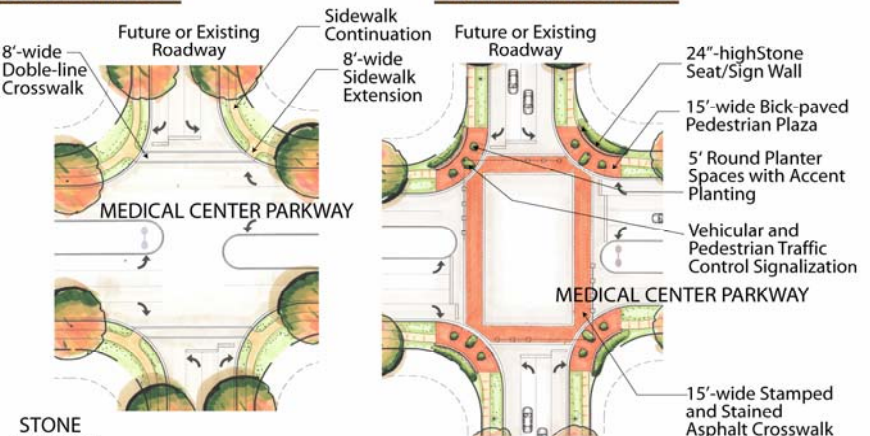 Future or Existing
Roadway
8'-wide
Doble-line
Crosswalk
Sidewalk
Continuation
8'-wide
Sidewalk
Extension
MEDICAL CENTER PARKWAY
STONE
Future or Existing
Roadway
24"-highStone
Seat/Sign Wall
15'-wide Bick-paved
Pedestrian Plaza
5' Round Planter
Spaces with Accent
Planting
Vehicular and
Pedestrian Traffic
Control Signalization
MEDICAL CENTER PARKWAY
15'-wide Stamped
and Stained
Asphalt Crosswalk